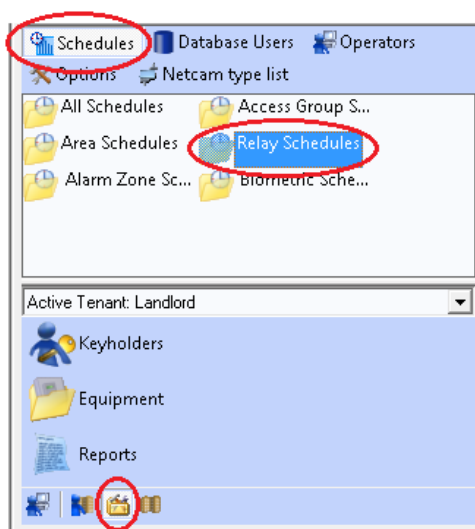 Schedules Database Users Operators
Options Netcam type list
All Schedules Access Group S...
Area Schedules Relay Schedules
Alarm Zone Sc... Biometric Sche...
Active Tenant: Landlord
Keyholders
Equipment
Reports